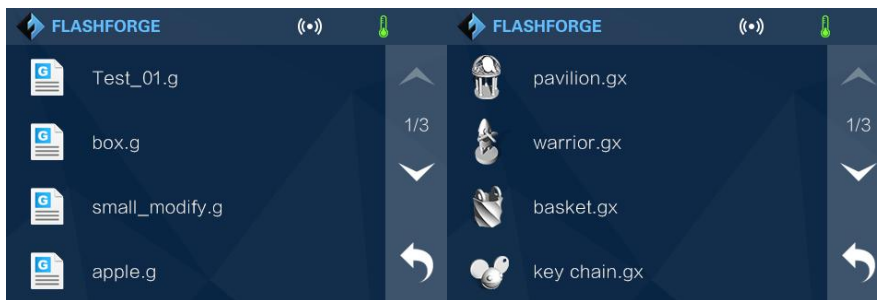 FLASHFORGE
Test_01.g
box.g
1/3
small_modify.g
apple.g
FLASHFORGE
pavilion.gx
warrior.gx
1/3
basket.gx
key chain.gx